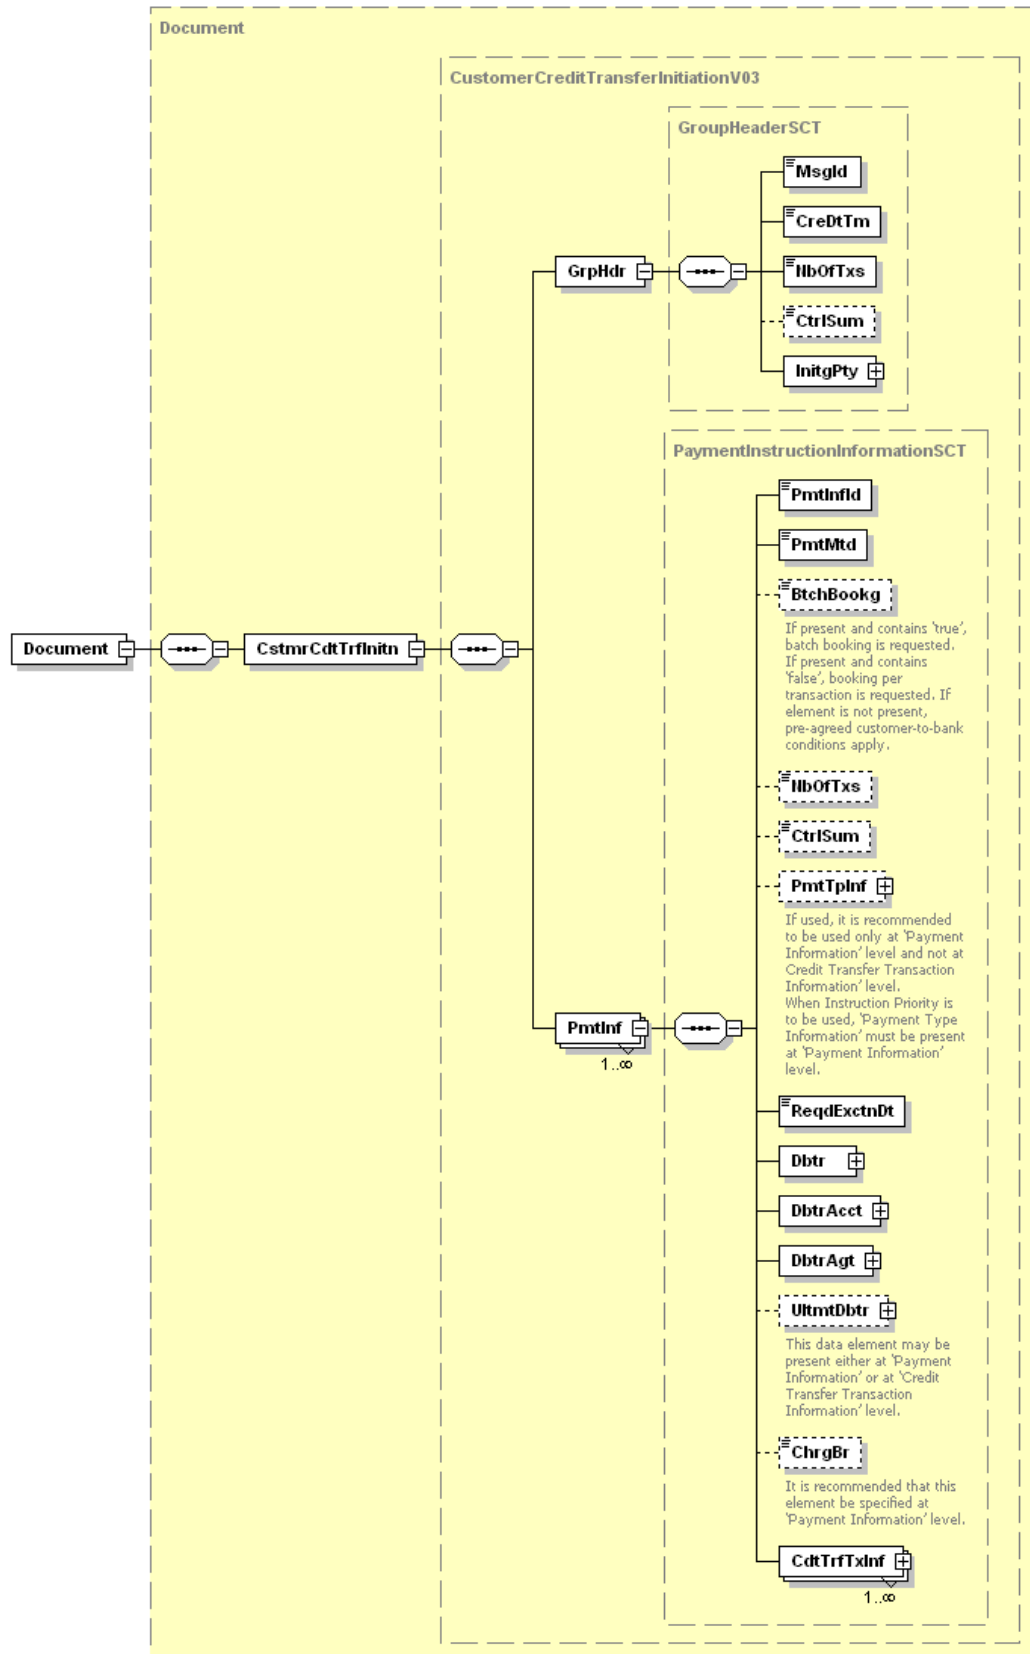 Document
CustomerCreditTransferInitiationV03
GroupHeaderSCT
MsgId
CreDtTm
GrpHdr
NbOfTxs
CtrlSum
InitgPty
PaymentInstructionInformationSCT
PmtInfId
PmtMtd
BtchBookg
If present and contains 'true',
batch booking is requested.
If present and contains
'false', booking per
transaction is requested. If
element is not present,
pre-agreed customer-to-bank
conditions apply.
Document
CstmrCdtTrfInitn
NbOfTxs
CtrlSum
PmtTpInf
If used, it is recommended
to be used only at 'Payment
Information' level and not at
Credit Transfer Transaction
Information' level.
When Instruction Priority is
to be used, 'Payment Type
Information' must be present
at 'Payment Information'
level.
PmtInf
1..∞
ReqdExctnDt
Dbtr
DbtrAcct
DbtrAgt
UltmtDbtr
This data element may be
present either at 'Payment
Information' or at 'Credit
Transfer Transaction
Information' level.
ChrgBr
It is recommended that this
element be specified at
'Payment Information' level.
CdtTrfTxInf
1..∞